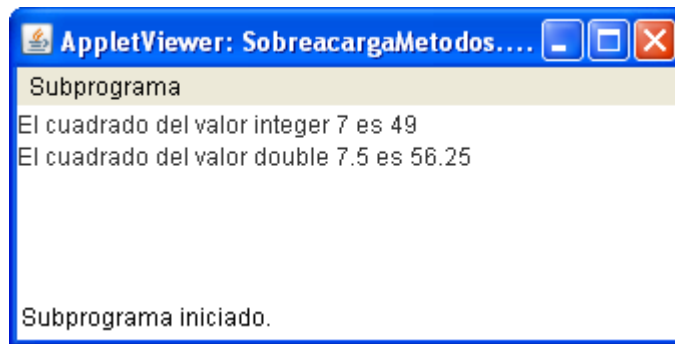 AppletViewer: SobreacargaMetodos....
Subprograma
El cuadrado del valor integer 7 es 49
El cuadrado del valor double 7.5 es 56.25
Subprograma iniciado.